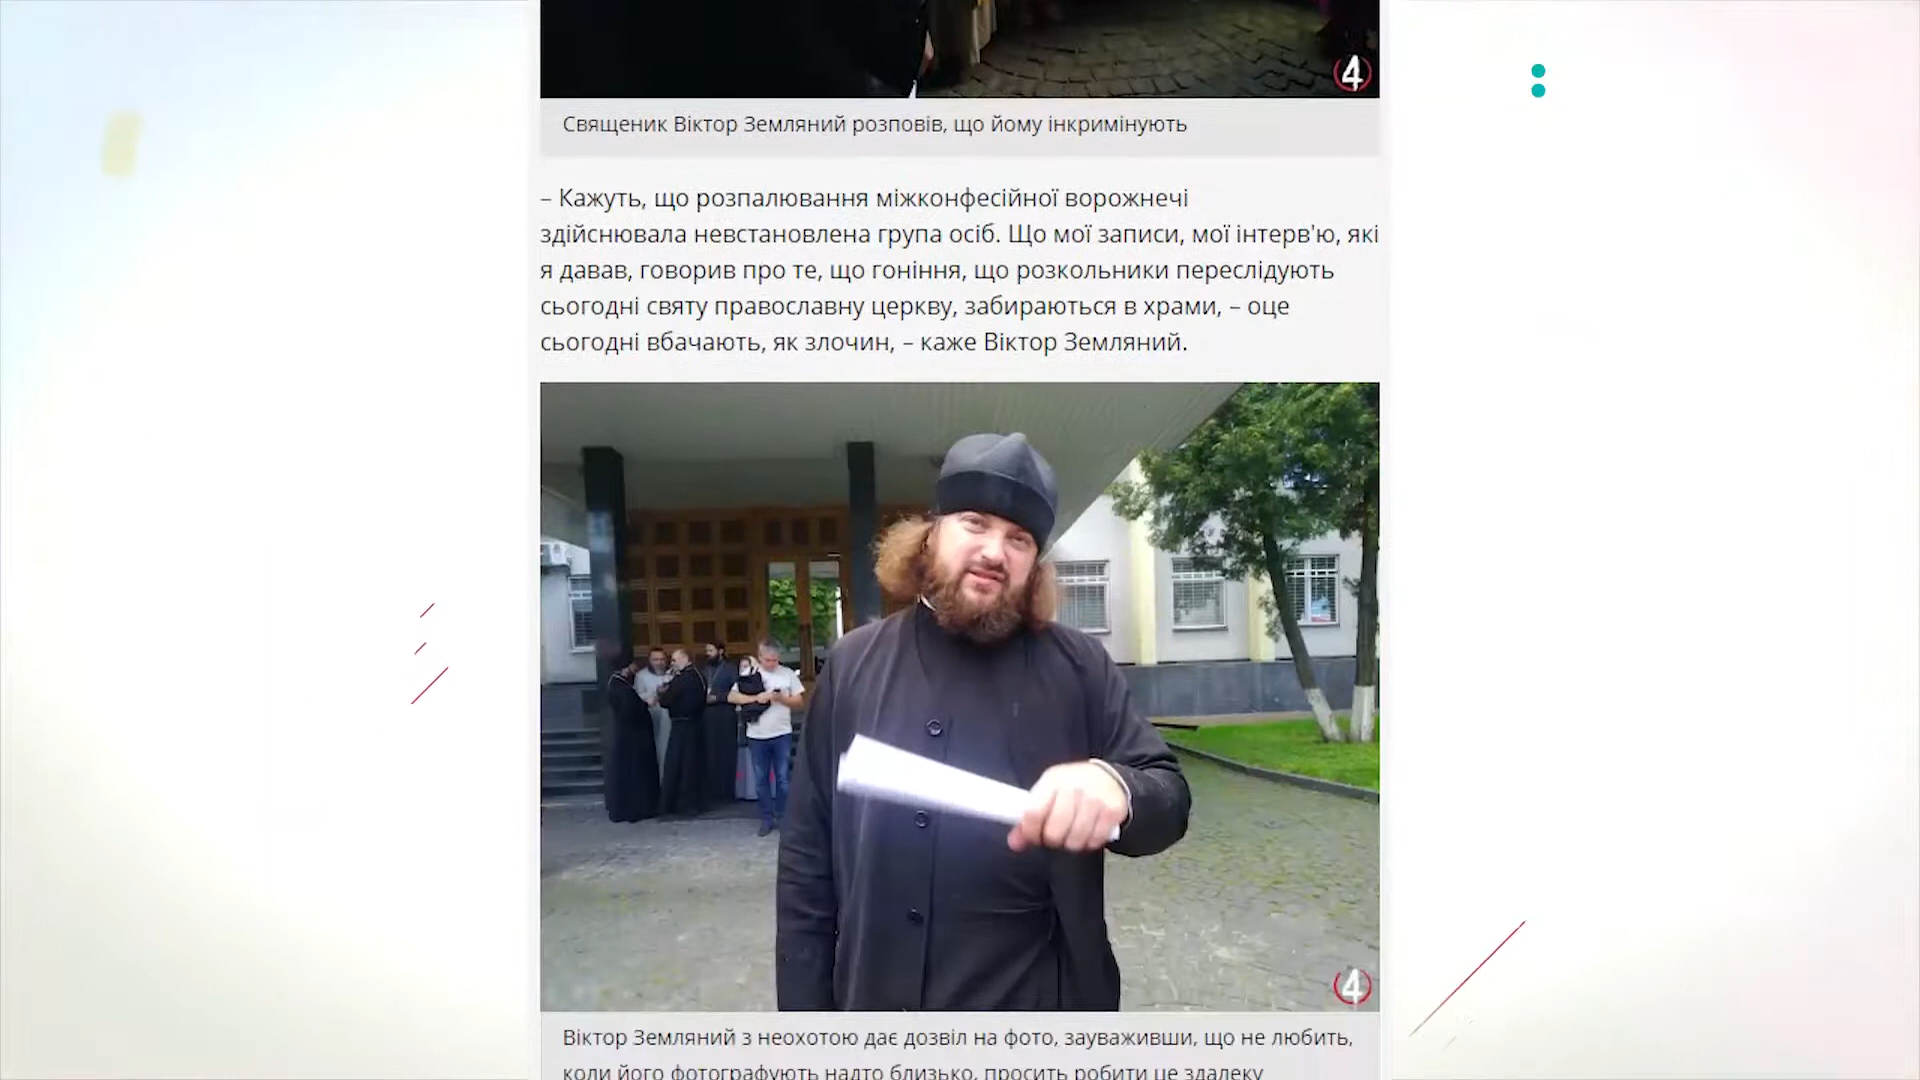 4
Священик Віктор Земляний розповів, що йому інкримінують
– Кажуть, що розпалювання міжконфесійної ворожнечі
здійснювала невстановлена група осіб. Що мої записи, мої інтерв'ю, які
я давав, говорив про те, що гоніння, що розкольники переслідують
сьогодні святу православну церкву, забираються в храми, – оце
сьогодні вбачають, як злочин, – каже Віктор Земляний.
4
Віктор Земляний з неохотою дає дозвіл на фото, зауваживши, що не любить,
коли його фотографують надто близько, просить робити це здалеку